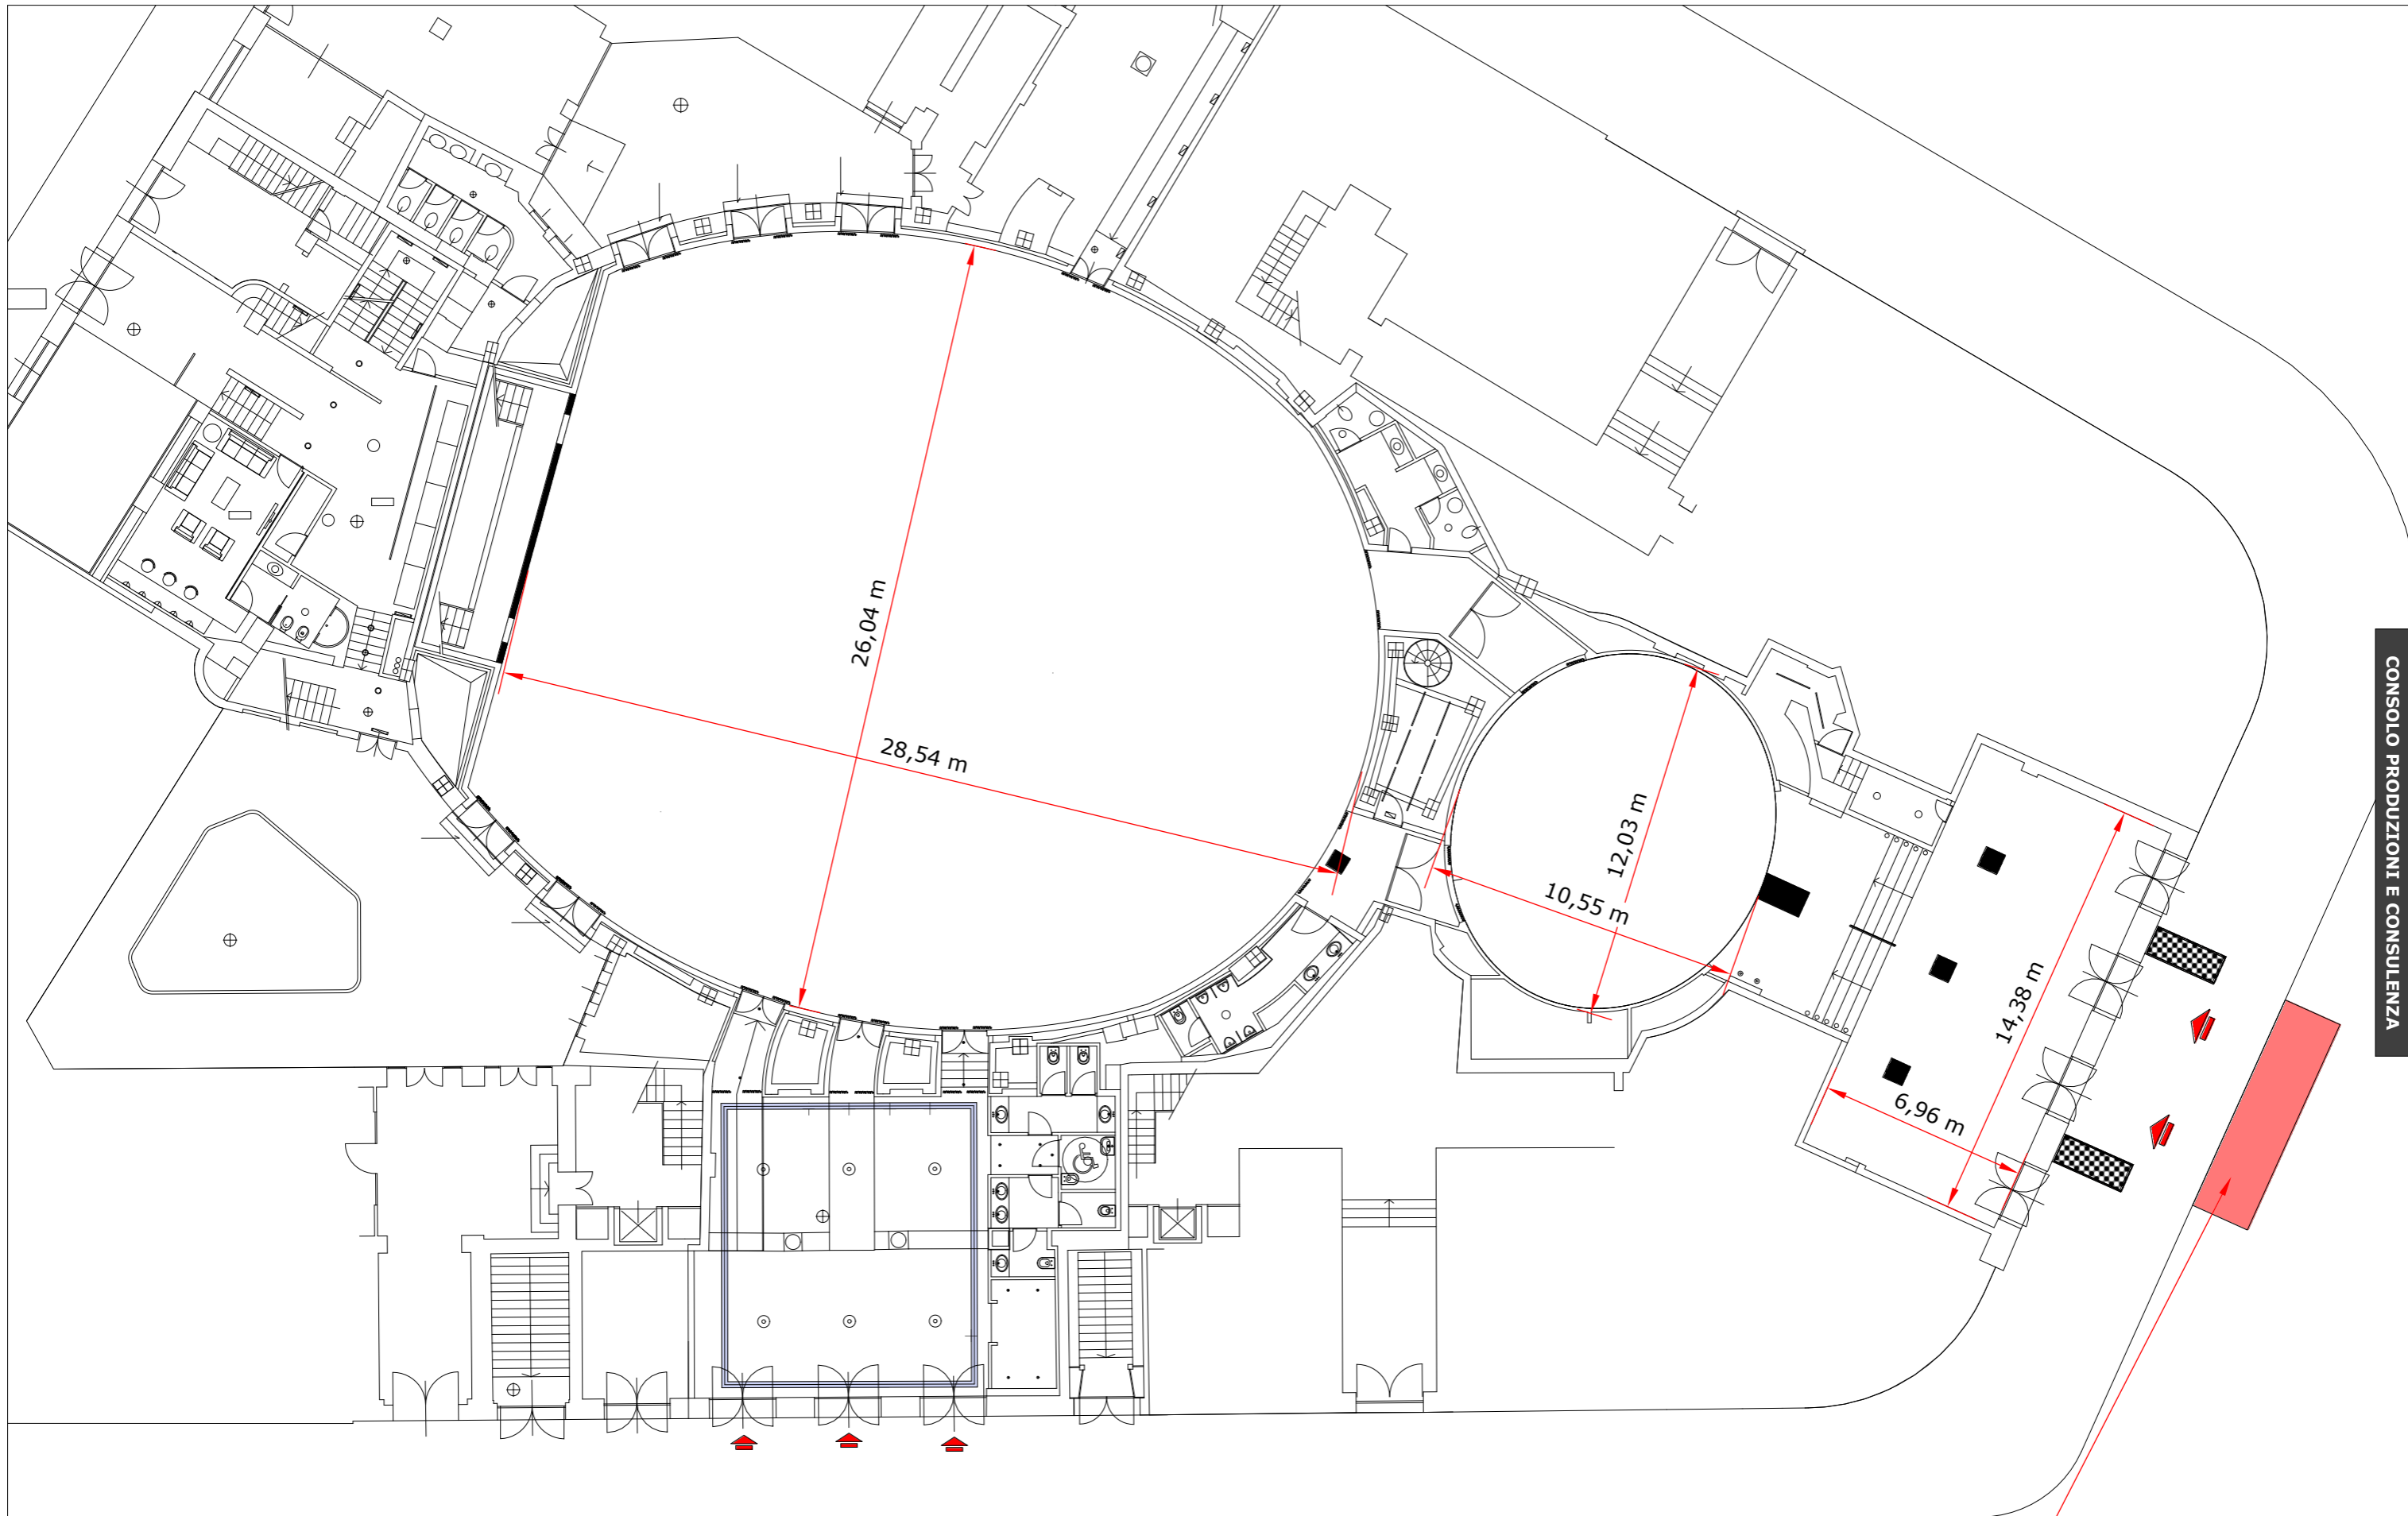 26,04 m
28,54 m
12,03 m
10,55 m
14,38 m
6,96 m
CONSOLO PRODUZIONI E CONSULENZA